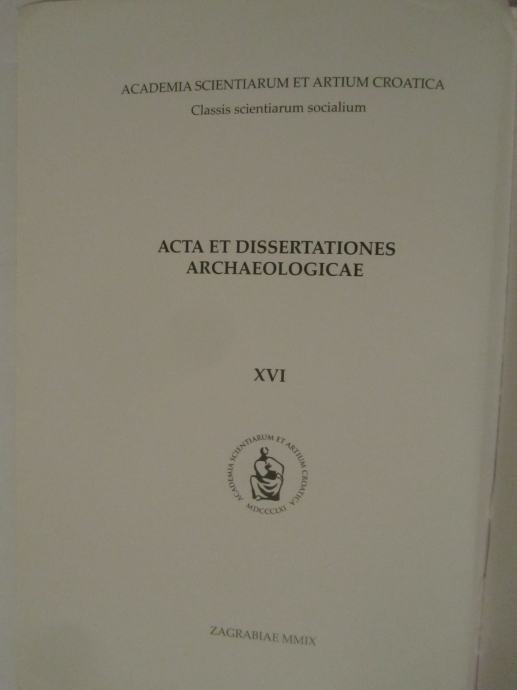 ACADEMIA SCIENTIARUM ET ARTIUM CROATICA
Classis scientiarum socialium
ACTA ET DISSERTATIONES
ARCHAEOLOGICAE
XVI
ACADEMIA SCIENTIARUM ET ARTIUM CROATICA
MDCCCLXI
ZAGRABIAE MMIX